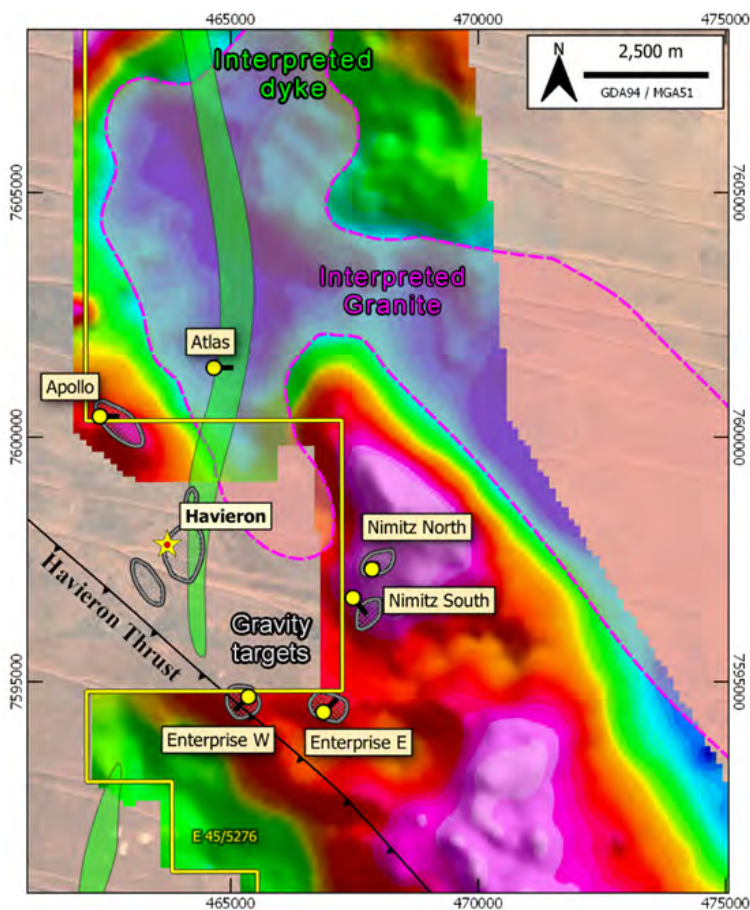 465000
470000
475000
Interpreted
dyke
N
2,500 m
GDA94 / MGA51
7605000
7605000
Interpreted
Granite
Atlas
Apollo
7600000
7600000
Havieron
Nimitz North
Nimitz South
Havieron Thrust
Gravity
targets
7595000
7595000
Enterprise W
Enterprise E
E 45/5276
465000
470000
475000